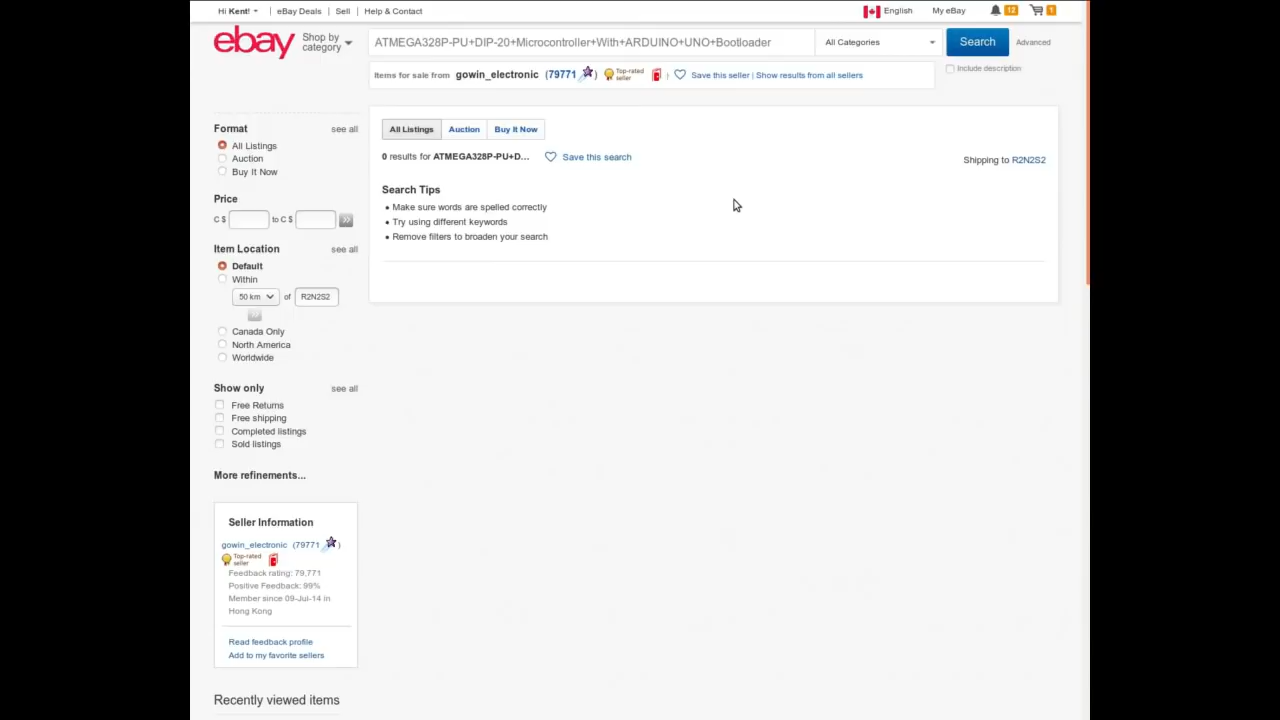 Hi Kent! | eBay Deals | Sell | Help & Contact English My eBay 12 1
ebay Shop by category ATMEGA328P-PU+DIP-20+Microcontroller+With+ARDUINO+UNO+Bootloader All Categories Search Advanced
Items for sale from gowin_electronic (79771 ) Top-rated seller | Save this seller | Show results from all sellers Include description
Format see all
All Listings
Auction
Buy It Now
Price
C $ to C $ >>
Item Location see all
Default
Within
50 km of R2N2S2
>>
Canada Only
North America
Worldwide
Show only see all
Free Returns
Free shipping
Completed listings
Sold listings
More refinements...
Seller Information
gowin_electronic (79771 )
Top-rated seller
Feedback rating: 79,771
Positive Feedback: 99%
Member since 09-Jul-14 in
Hong Kong
Read feedback profile
Add to my favorite sellers
Recently viewed items
All Listings Auction Buy It Now
0 results for ATMEGA328P-PU+D... Save this search Shipping to R2N2S2
Search Tips
• Make sure words are spelled correctly
• Try using different keywords
• Remove filters to broaden your search